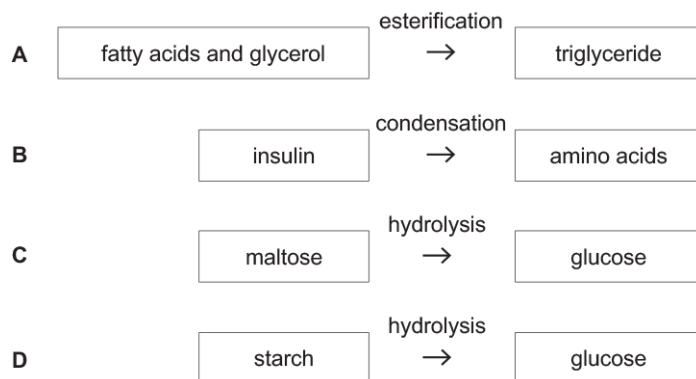 esterification
A fatty acids and glycerol → triglyceride
condensation
B insulin → amino acids
hydrolysis
C maltose → glucose
hydrolysis
D starch → glucose